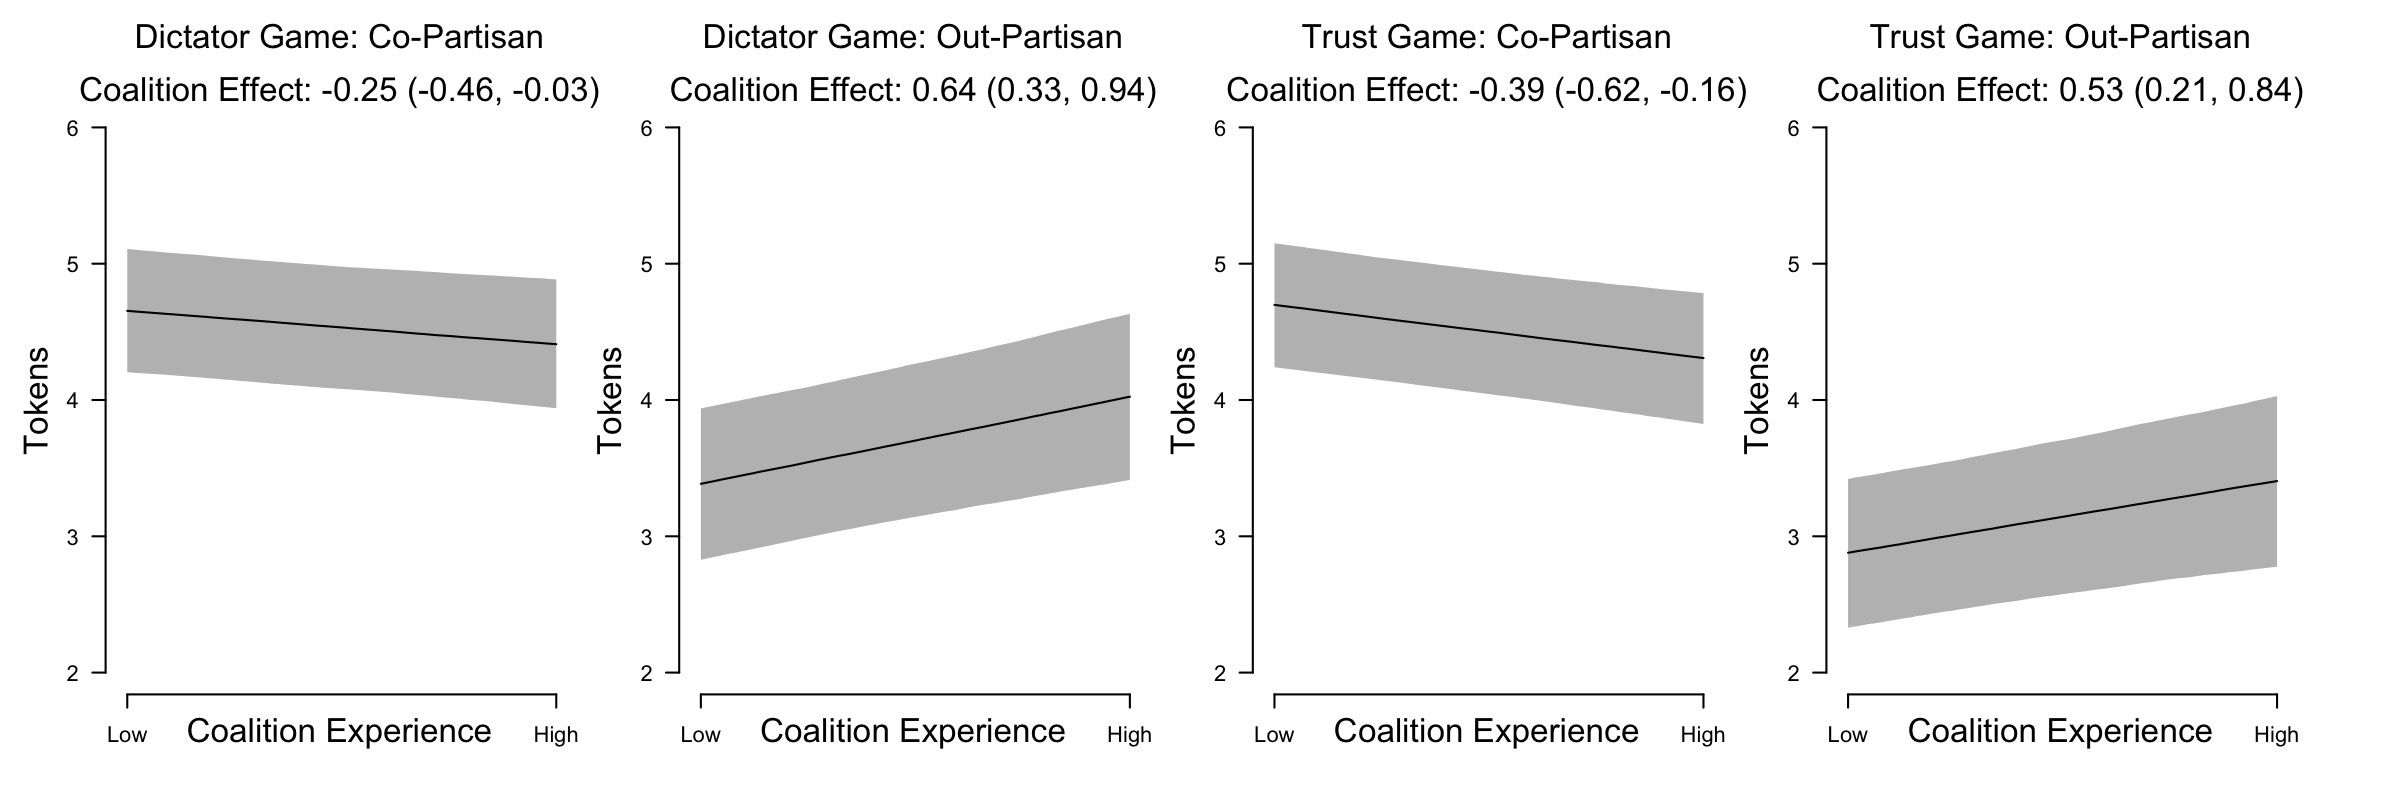 Dictator Game: Co-Partisan
Coalition Effect: -0.25 (-0.46, -0.03)
6
5
4
3
2
Tokens
Low Coalition Experience High
Dictator Game: Out-Partisan
Coalition Effect: 0.64 (0.33, 0.94)
6
5
4
3
2
Tokens
Low Coalition Experience High
Trust Game: Co-Partisan
Coalition Effect: -0.39 (-0.62, -0.16)
6
5
4
3
2
Tokens
Low Coalition Experience High
Trust Game: Out-Partisan
Coalition Effect: 0.53 (0.21, 0.84)
6
5
4
3
2
Tokens
Low Coalition Experience High